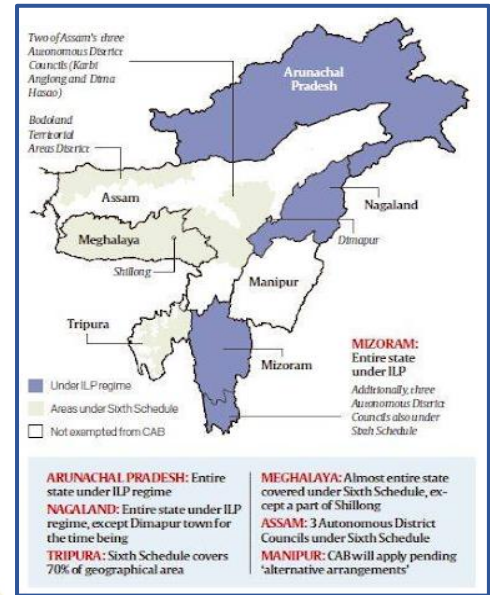 Two of Assam's three
Autonomous District
Councils (Karbi
Anglong and Dima
Hasao)
Arunachal
Pradesh
Bodoland
Territorial
Areas District
Assam
Nagaland
Meghalaya
Dimapur
Shillong
Manipur
Tripura
Mizoram
MIZORAM:
Entire state
under ILP
Additionally, three
Autonomous District
Councils also under
Sixth Schedule
Under ILP regime
Areas under Sixth Schedule
Not exempted from CAB
ARUNACHAL PRADESH: Entire
state under ILP regime
NAGALAND: Entire state under ILP
regime, except Dimapur town for
the time being
TRIPURA: Sixth Schedule covers
70% of geographical area
MEGHALAYA: Almost entire state
covered under Sixth Schedule, ex-
cept a part of Shillong
ASSAM: 3 Autonomous District
Councils under Sixth Schedule
MANIPUR: CAB will apply pending
'alternative arrangements'